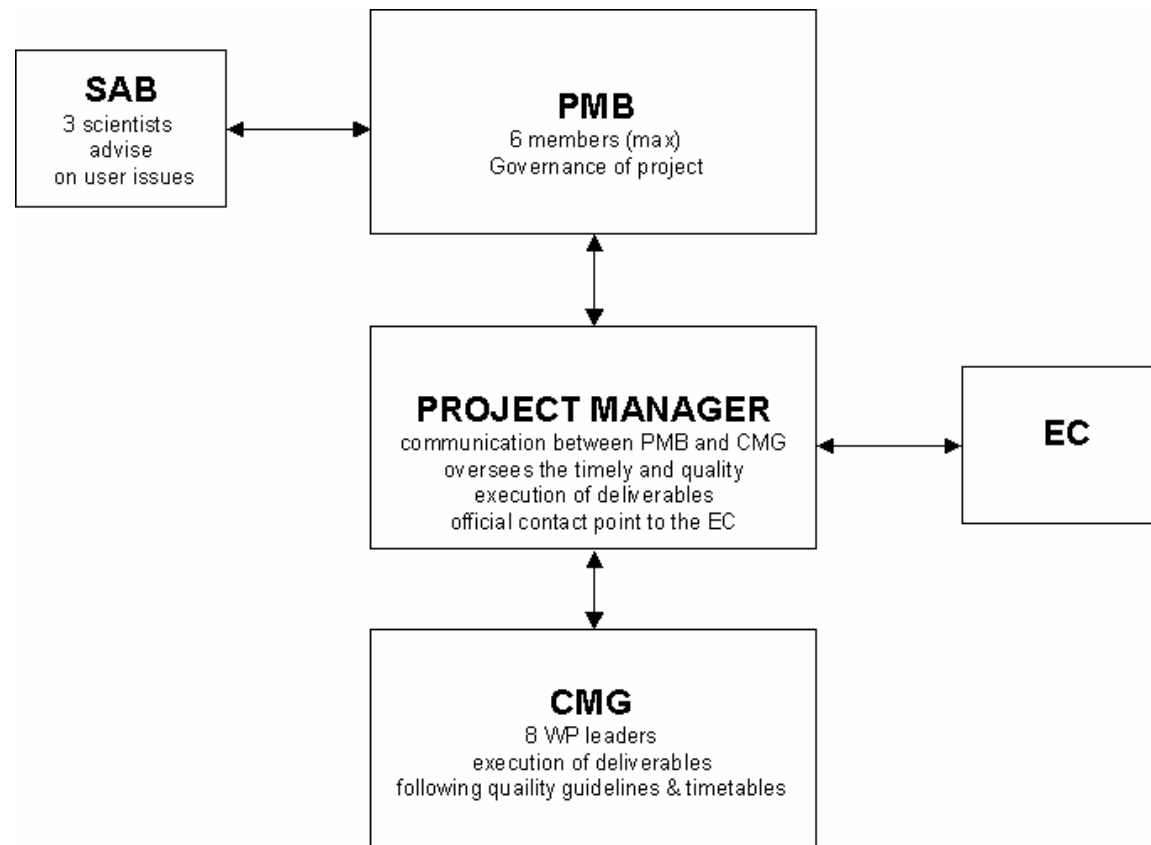 SAB
3 scientists
advise
on user issues
PMB
6 members (max)
Governance of project
PROJECT MANAGER
communication between PMB and CMG
oversees the timely and quality
execution of deliverables
official contact point to the EC
EC
CMG
8 WP leaders
execution of deliverables
following quaility guidelines & timetables